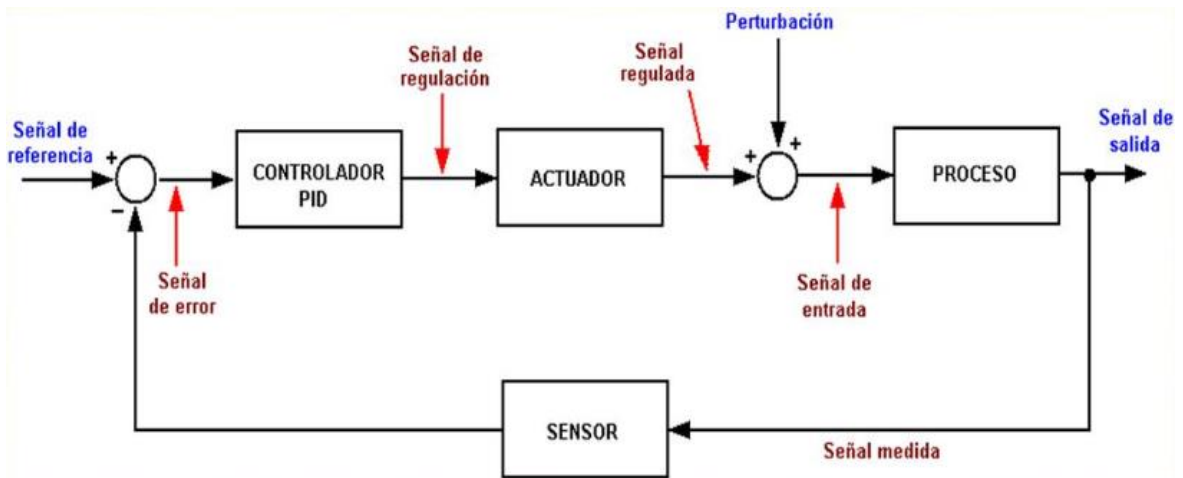 Perturbación
Señal de
regulación
Señal
regulada
Señal de
referencia
Señal de
salida
+
−
CONTROLADOR
PID
ACTUADOR
+
+
PROCESO
Señal
de error
Señal de
entrada
SENSOR
Señal medida